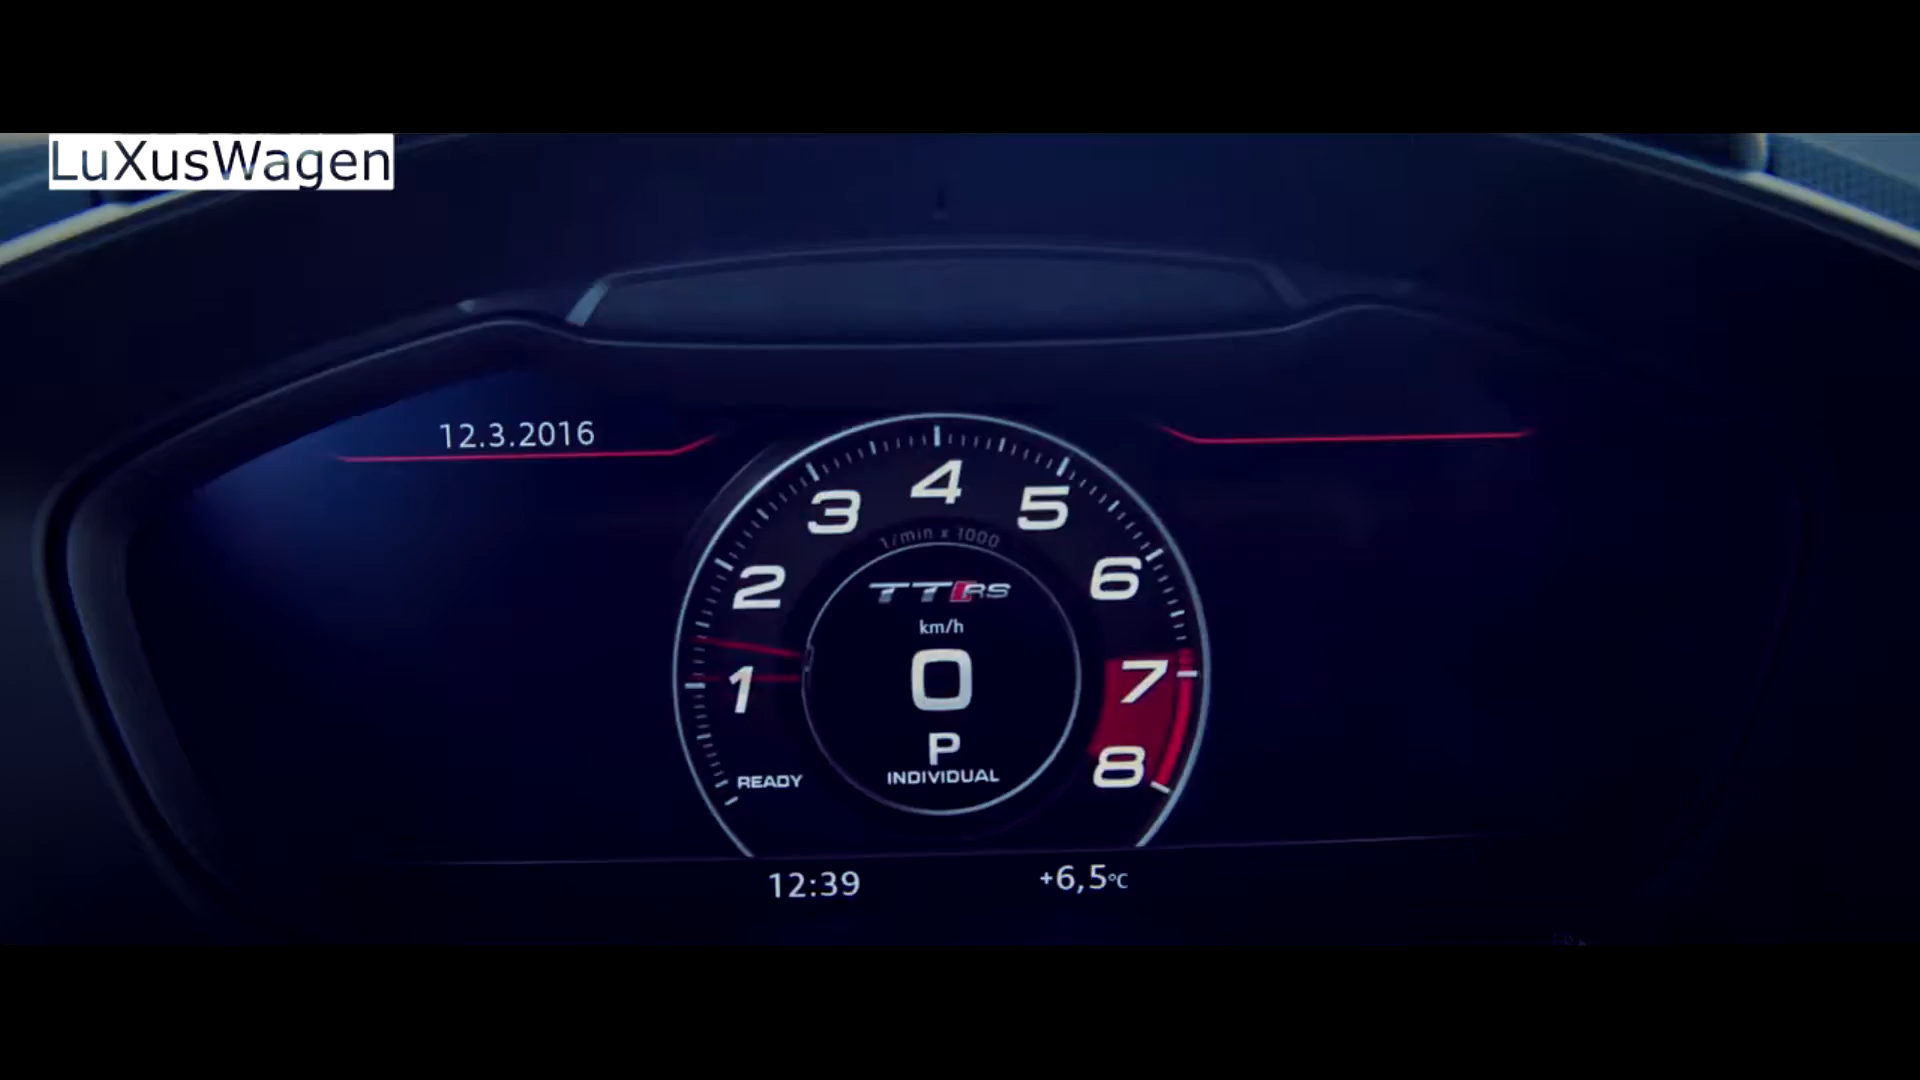 LuXusWagen
12.3.2016
1 2 3 4 5 6 7 8
1/min x 1000
TTRS
km/h
0
P
INDIVIDUAL
READY
12:39
+6,5°C